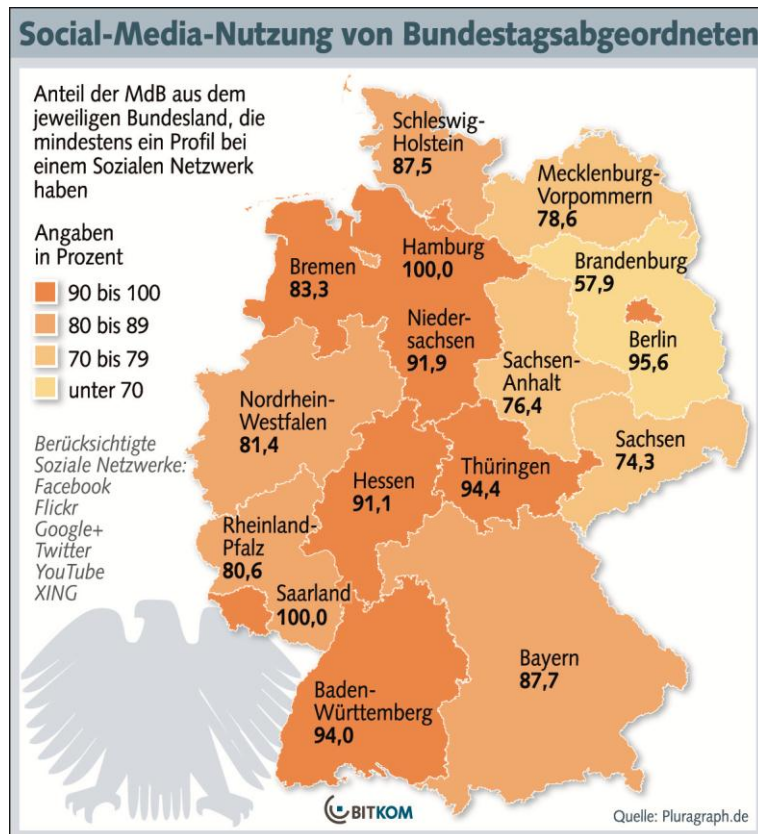 Social-Media-Nutzung von Bundestagsabgeordneten
Anteil der MdB aus dem
jeweiligen Bundesland, die
mindestens ein Profil bei
einem Sozialen Netzwerk
haben
Angaben
in Prozent
90 bis 100
80 bis 89
70 bis 79
unter 70
Berücksichtigte
Soziale Netzwerke:
Facebook
Flickr
Google+
Twitter
YouTube
XING
Schleswig-
Holstein
87,5
Mecklenburg-
Vorpommern
78,6
Hamburg
100,0
Bremen
83,3
Brandenburg
57,9
Nieder-
sachsen
91,9
Berlin
95,6
Sachsen-
Anhalt
76,4
Nordrhein-
Westfalen
81,4
Sachsen
74,3
Hessen
91,1
Thüringen
94,4
Rheinland-
Pfalz
80,6
Saarland
100,0
Bayern
87,7
Baden-
Württemberg
94,0
BITKOM
Quelle: Pluragraph.de